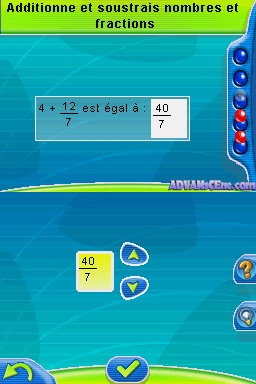 Additionne et soustrais nombres et
fractions
4 + 12/7 est égal à : 40/7
ADVANsCEne.com
40/7
?